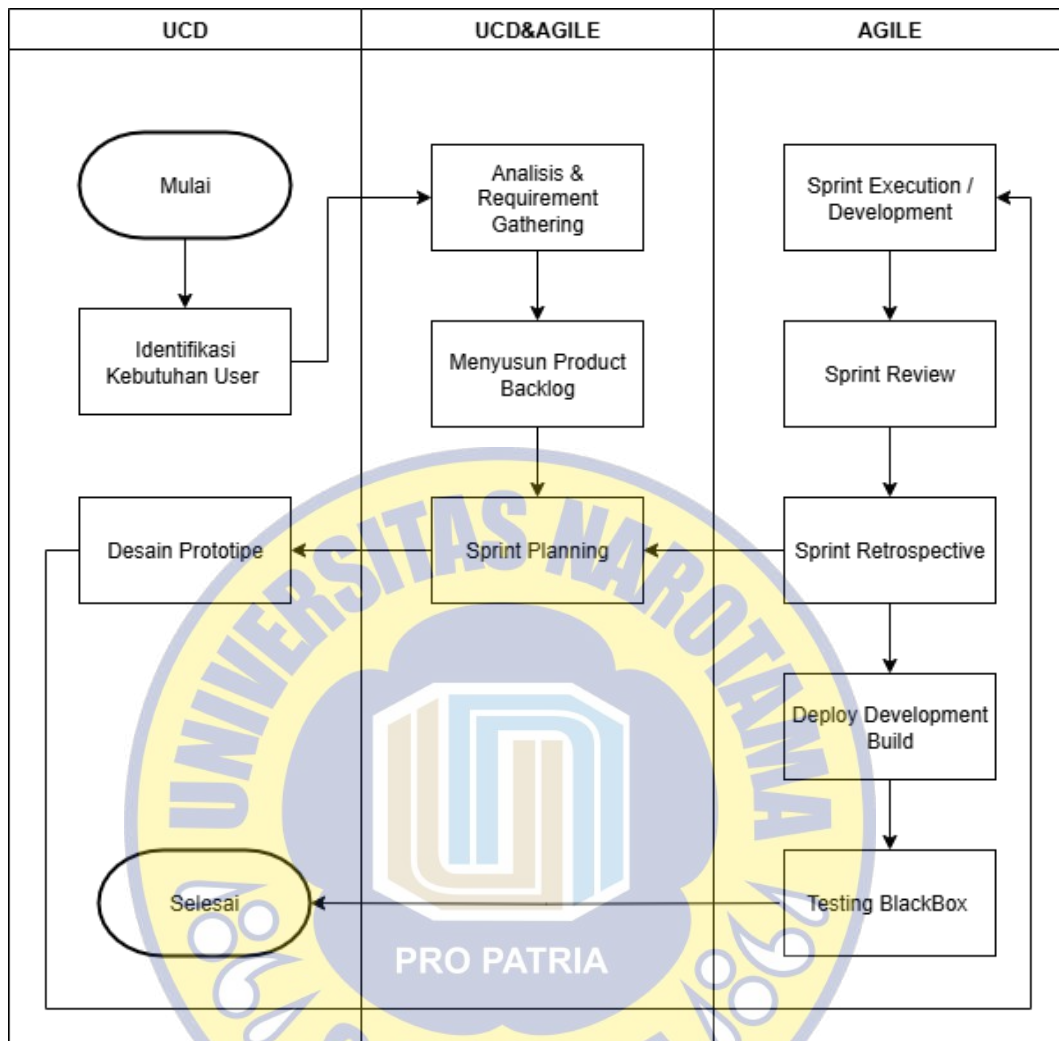 UCD
UCD&AGILE
AGILE
Mulai
Analisis &
Requirement
Gathering
Sprint Execution /
Development
Identifikasi
Kebutuhan User
Menyusun Product
Backlog
Sprint Review
Desain Prototipe
Sprint Planning
Sprint Retrospective
Deploy Development
Build
Selesai
Testing BlackBox
UNIVERSITAS NAROTAMA
PRO PATRIA